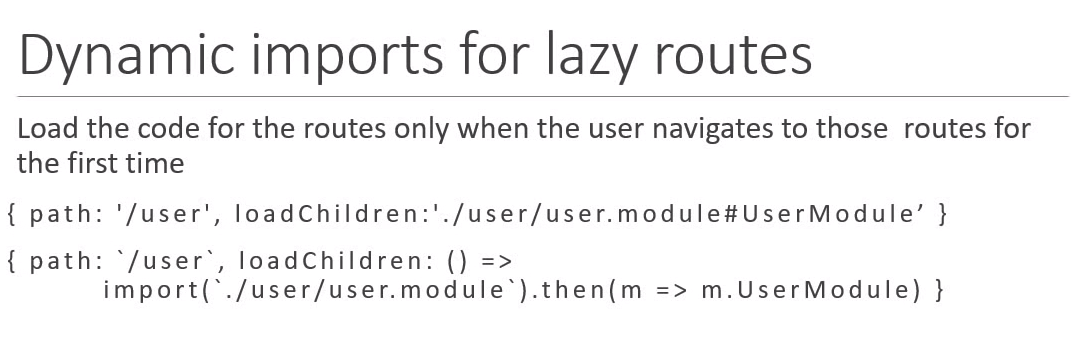 Dynamic imports for lazy routes
Load the code for the routes only when the user navigates to those  routes for
the first time
{ path: '/user', loadChildren:'./user/user.module#UserModule’ }
{ path: `/user`, loadChildren: () =>
import(`./user/user.module`).then(m => m.UserModule) }